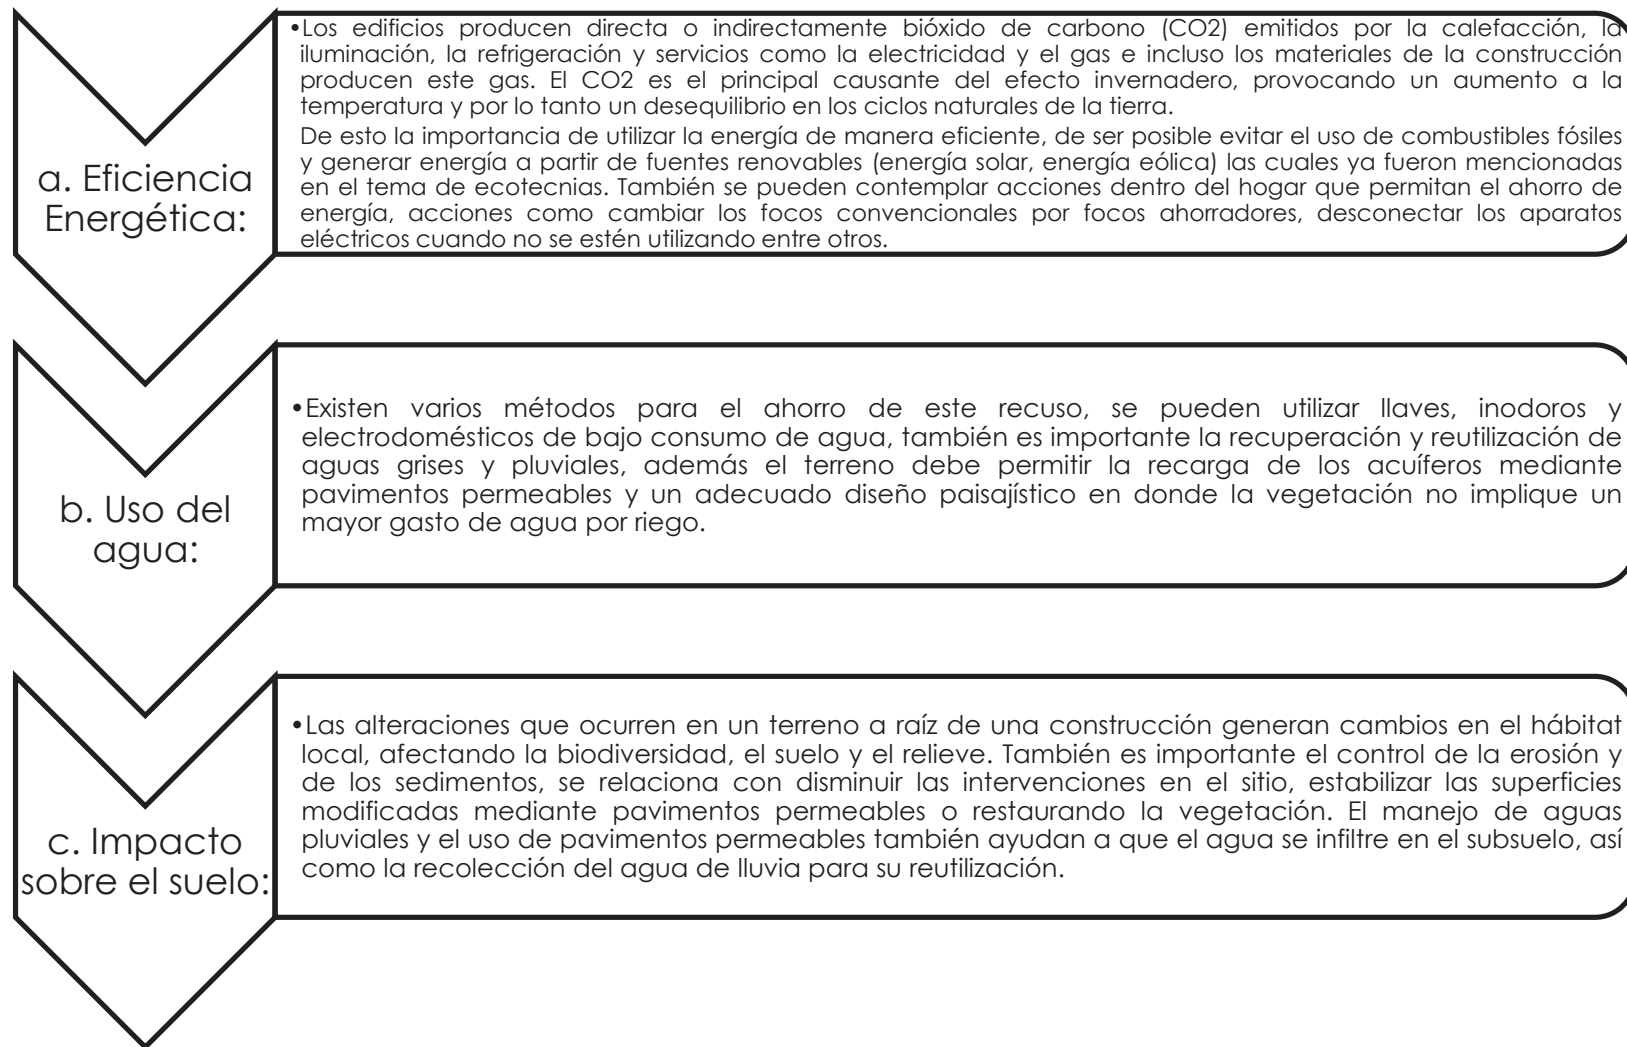 a. Eficiencia
Energética:
•Los edificios producen directa o indirectamente bióxido de carbono (CO2) emitidos por la calefacción, la
iluminación, la refrigeración y servicios como la electricidad y el gas e incluso los materiales de la construcción
producen este gas. El CO2 es el principal causante del efecto invernadero, provocando un aumento a la
temperatura y por lo tanto un desequilibrio en los ciclos naturales de la tierra.
De esto la importancia de utilizar la energía de manera eficiente, de ser posible evitar el uso de combustibles fósiles
y generar energía a partir de fuentes renovables (energía solar, energía eólica) las cuales ya fueron mencionadas
en el tema de ecotecnias. También se pueden contemplar acciones dentro del hogar que permitan el ahorro de
energía, acciones como cambiar los focos convencionales por focos ahorradores, desconectar los aparatos
eléctricos cuando no se estén utilizando entre otros.
b. Uso del
agua:
•Existen varios métodos para el ahorro de este recuso, se pueden utilizar llaves, inodoros y
electrodomésticos de bajo consumo de agua, también es importante la recuperación y reutilización de
aguas grises y pluviales, además el terreno debe permitir la recarga de los acuíferos mediante
pavimentos permeables y un adecuado diseño paisajístico en donde la vegetación no implique un
mayor gasto de agua por riego.
c. Impacto
sobre el suelo:
•Las alteraciones que ocurren en un terreno a raíz de una construcción generan cambios en el hábitat
local, afectando la biodiversidad, el suelo y el relieve. También es importante el control de la erosión y
de los sedimentos, se relaciona con disminuir las intervenciones en el sitio, estabilizar las superficies
modificadas mediante pavimentos permeables o restaurando la vegetación. El manejo de aguas
pluviales y el uso de pavimentos permeables también ayudan a que el agua se infiltre en el subsuelo, así
como la recolección del agua de lluvia para su reutilización.